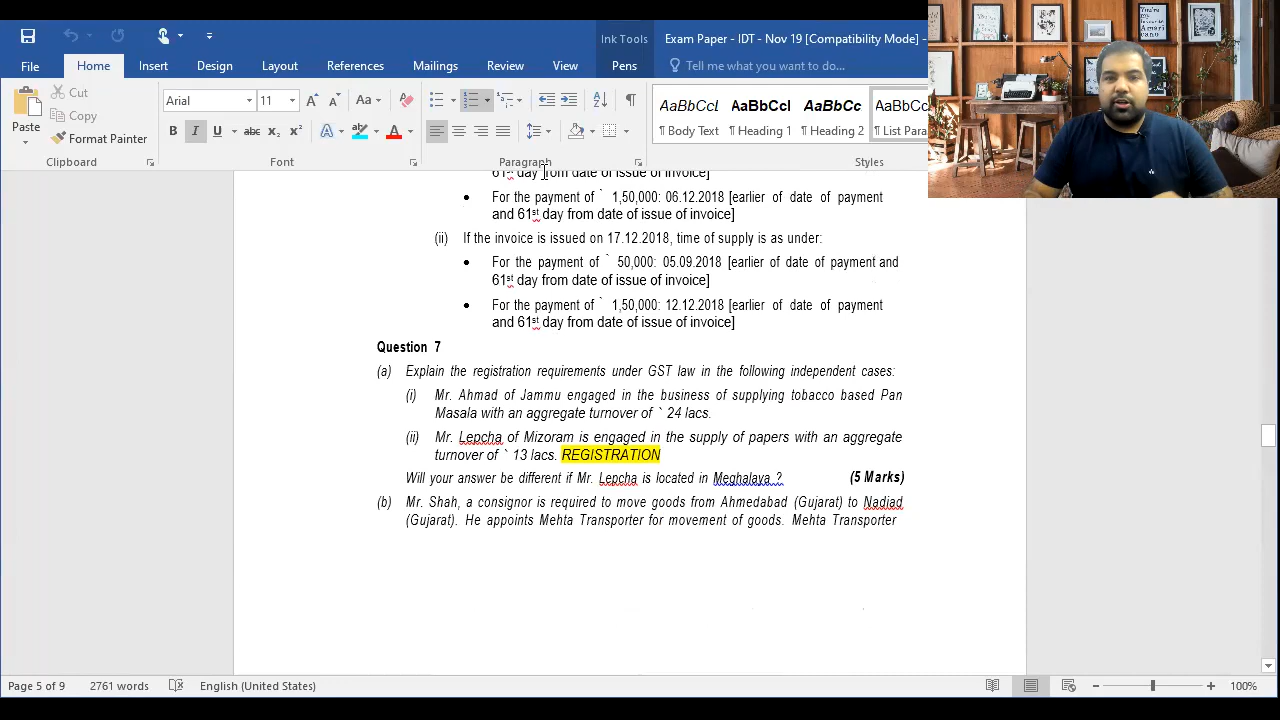 Ink Tools
Exam Paper - IDT - Nov 19 [Compatibility Mode] -
File Home Insert Design Layout References Mailings Review View Pens Tell me what you want to do...
Paste
Cut
Copy
Format Painter
Clipboard
Arial 11
Font
Paragraph
AaBbCcI AaBbCcI AaBbCc AaBbCcI
¶ Body Text ¶ Heading 1 ¶ Heading 2 ¶ List Para
Styles
61st day from date of issue of invoice]
• For the payment of ` 1,50,000: 06.12.2018 [earlier of date of payment
and 61st day from date of issue of invoice]
(ii) If the invoice is issued on 17.12.2018, time of supply is as under:
• For the payment of ` 50,000: 05.09.2018 [earlier of date of payment and
61st day from date of issue of invoice]
• For the payment of ` 1,50,000: 12.12.2018 [earlier of date of payment
and 61st day from date of issue of invoice]
Question 7
(a) Explain the registration requirements under GST law in the following independent cases:
(i) Mr. Ahmad of Jammu engaged in the business of supplying tobacco based Pan
Masala with an aggregate turnover of ` 24 lacs.
(ii) Mr. Lepcha of Mizoram is engaged in the supply of papers with an aggregate
turnover of ` 13 lacs. REGISTRATION
Will your answer be different if Mr. Lepcha is located in Meghalaya ? (5 Marks)
(b) Mr. Shah, a consignor is required to move goods from Ahmedabad (Gujarat) to Nadiad
(Gujarat). He appoints Mehta Transporter for movement of goods. Mehta Transporter
Page 5 of 9 2761 words English (United States) 100%